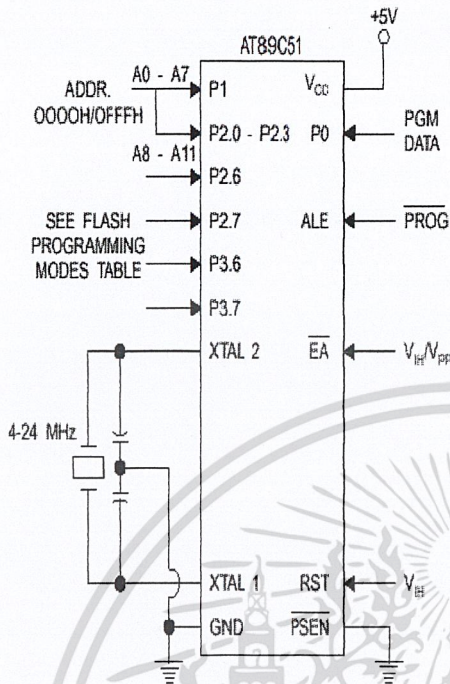 +5V
AT89C51
A0 - A7
ADDR.
OOOOH/OFFFH
P1
VCC
P2.0 - P2.3
P0
PGM
DATA
A8 - A11
P2.6
SEE FLASH
PROGRAMMING
MODES TABLE
P2.7
ALE
PROG
P3.6
P3.7
XTAL 2
EA
VIH/VPP
4-24 MHz
XTAL 1
RST
VIH
GND
PSEN